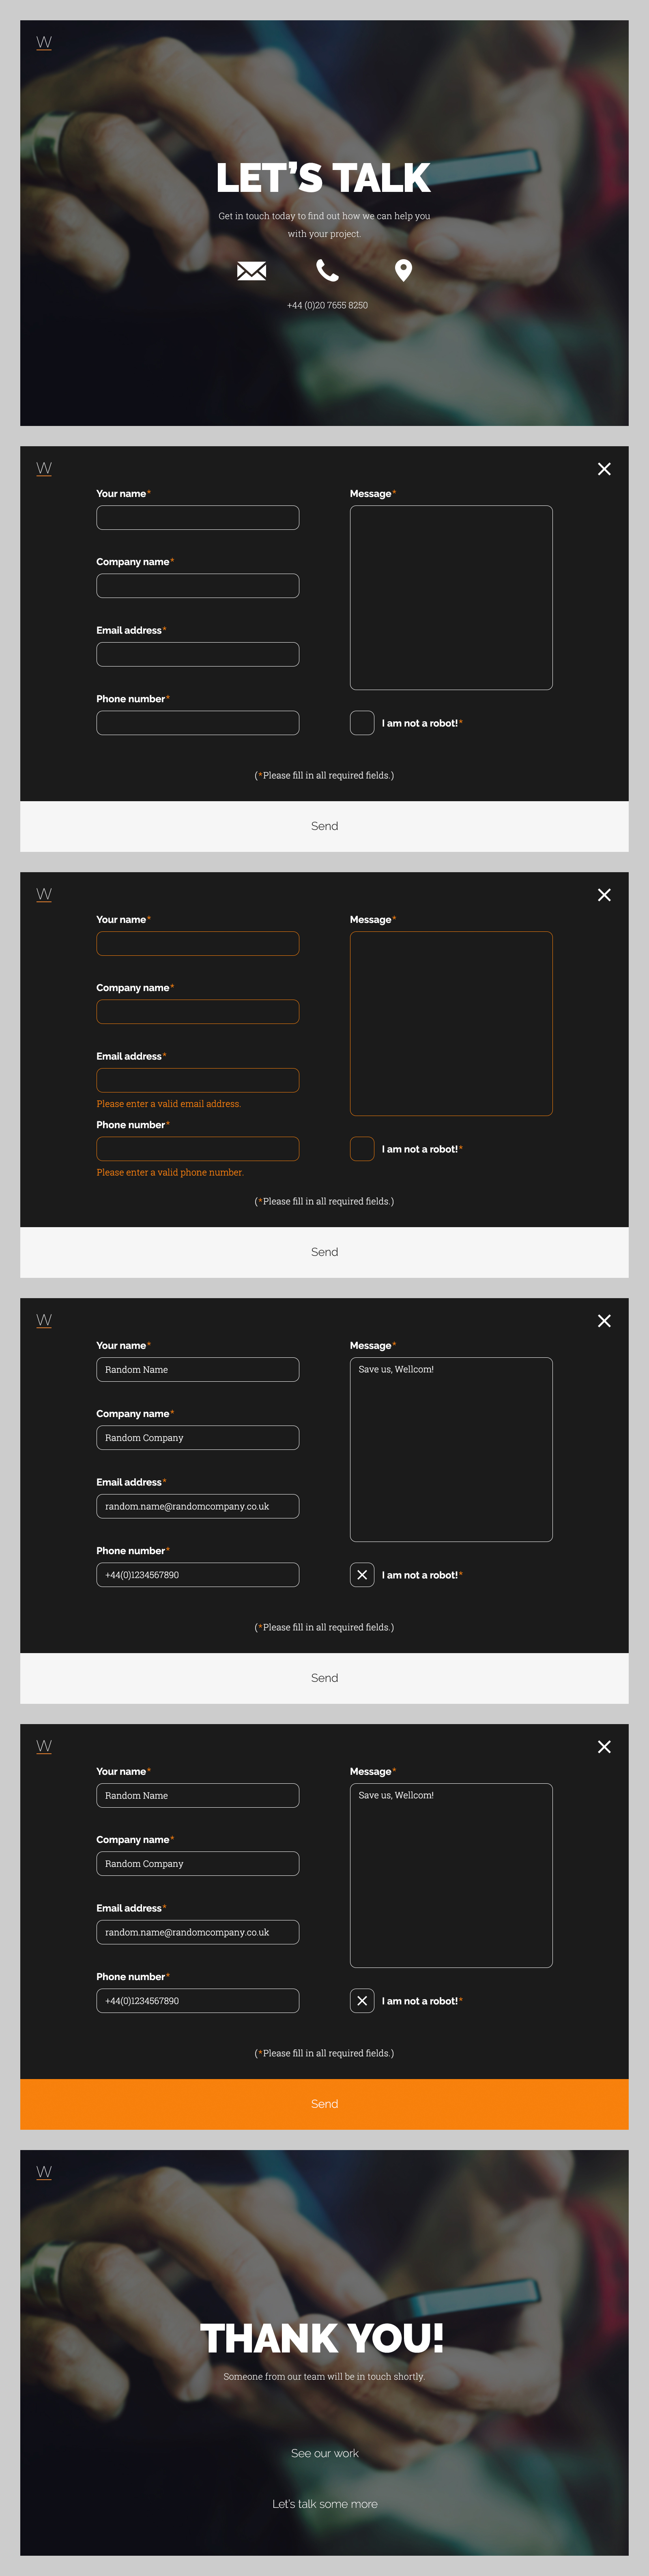 W
LET'S TALK
Get in touch today to find out how we can help you
with your project.
+44 (0)20 7655 8250
W
Your name*
Message*
Company name*
Email address*
Phone number*
I am not a robot!*
(*Please fill in all required fields.)
Send
W
Your name*
Message*
Company name*
Email address*
Please enter a valid email address.
Phone number*
I am not a robot!*
Please enter a valid phone number.
(*Please fill in all required fields.)
Send
W
Your name*
Message*
Random Name
Save us, Wellcom!
Company name*
Random Company
Email address*
random.name@randomcompany.co.uk
Phone number*
+44(0)1234567890
I am not a robot!*
(*Please fill in all required fields.)
Send
W
Your name*
Message*
Random Name
Save us, Wellcom!
Company name*
Random Company
Email address*
random.name@randomcompany.co.uk
Phone number*
+44(0)1234567890
I am not a robot!*
(*Please fill in all required fields.)
Send
W
THANK YOU!
Someone from our team will be in touch shortly.
See our work
Let's talk some more